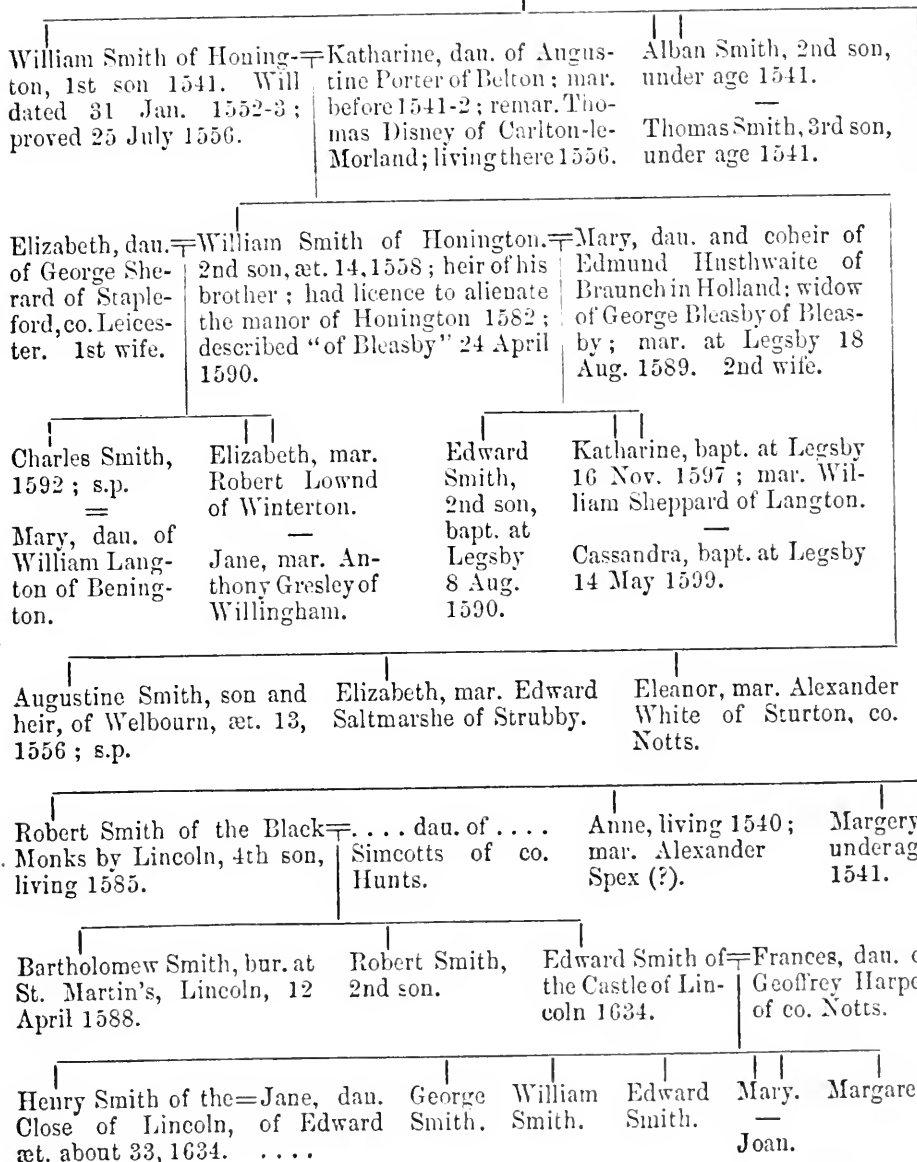 William Smith of Honing-
ton, 1st son 1541. Will
dated 31 Jan. 1552-3;
proved 25 July 1556.
Katharine, dau. of Augus-
tine Porter of Belton; mar.
before 1541-2; remar. Tho-
mas Disney of Carlton-le-
Morland; living there 1556.
Alban Smith, 2nd son,
under age 1541.
—
Thomas Smith, 3rd son,
under age 1541.
Elizabeth, dau.
of George She-
rard of Staple-
ford, co. Leices-
ter. 1st wife.
William Smith of Honington.
2nd son, æt. 14, 1558; heir of his
brother; had licence to alienate
the manor of Honington 1582;
described "of Bleasby" 24 April
1590.
Mary, dau. and coheir of
Edmund Husthwaite of
Braunch in Holland; widow
of George Bleasby of Bleas-
by; mar. at Legsby 18
Aug. 1589. 2nd wife.
Charles Smith,
1592; s.p.
=
Mary, dau. of
William Lang-
ton of Bening-
ton.
Elizabeth, mar.
Robert Lownd
of Winterton.
—
Jane, mar. An-
thony Gresley of
Willingham.
Edward
Smith,
2nd son,
bapt. at
Legsby
8 Aug.
1590.
Katharine, bapt. at Legsby
16 Nov. 1597; mar. Wil-
liam Sheppard of Langton.
—
Cassandra, bapt. at Legsby
14 May 1599.
Augustine Smith, son and
heir, of Welbourn, æt. 13,
1556; s.p.
Elizabeth, mar. Edward
Saltmarshe of Strubby.
Eleanor, mar. Alexander
White of Sturton, co.
Notts.
Robert Smith of the Black
Monks by Lincoln, 4th son,
living 1585.
.... dau. of ....
Simcotts of co.
Hunts.
Anne, living 1540;
mar. Alexander
Spex (?).
Margery
under ag
1541.
Bartholomew Smith, bur. at
St. Martin's, Lincoln, 12
April 1588.
Robert Smith,
2nd son.
Edward Smith of
the Castle of Lin-
coln 1634.
Frances, dau. o
Geoffrey Harpe
of co. Notts.
Henry Smith of the
Close of Lincoln,
æt. about 33, 1634.
=Jane, dau.
of Edward
....
George
Smith.
William
Smith.
Edward
Smith.
Mary.
—
Joan.
Margare